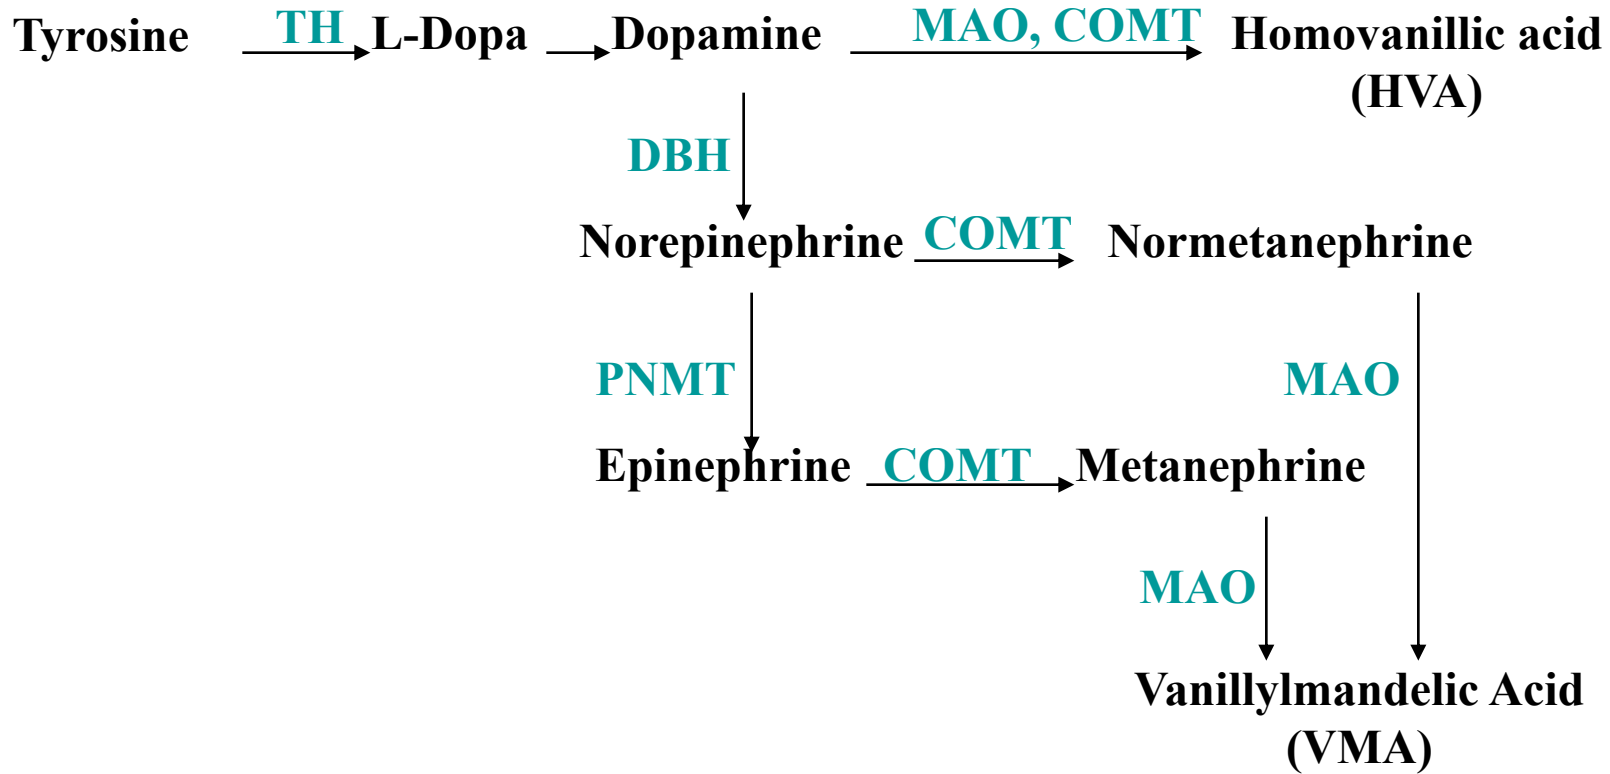 Tyrosine TH L-Dopa Dopamine MAO, COMT Homovanillic acid
(HVA)
DBH
Norepinephrine COMT Normetanephrine
PNMT MAO
Epinephrine COMT Metanephrine
MAO
Vanillylmandelic Acid
(VMA)